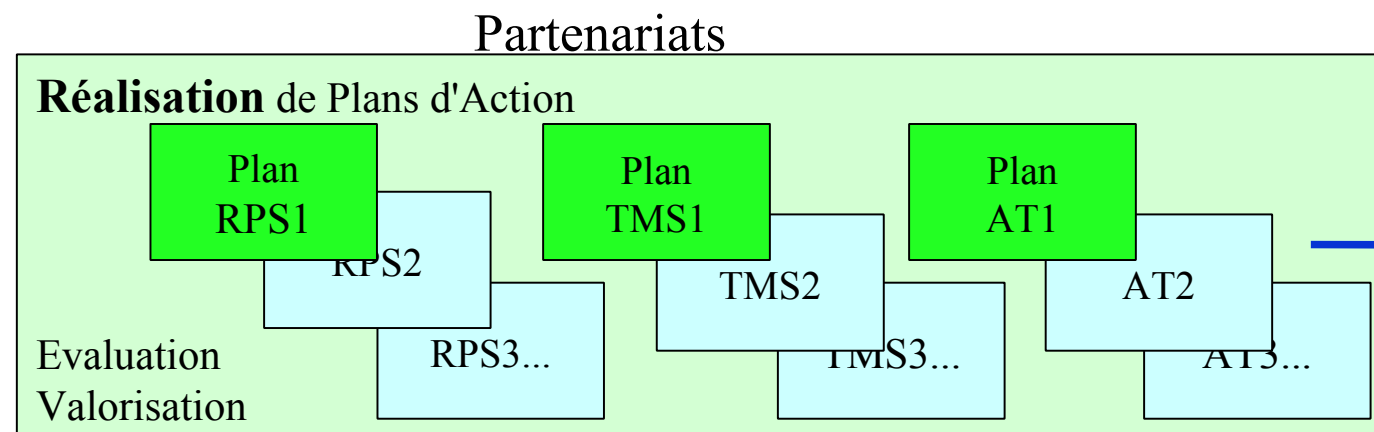 Partenariats
Réalisation de Plans d'Action
Plan
RPS1
Plan
TMS1
Plan
AT1
RPS2
TMS2
AT2
RPS3...
TMS3...
AT3...
Evaluation
Valorisation